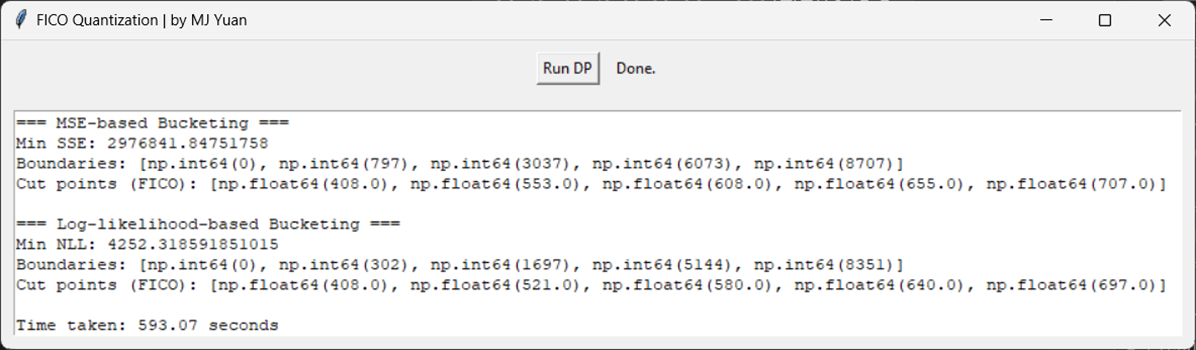 FICO Quantization | by MJ Yuan
Run DP Done.
=== MSE-based Bucketing ===
Min SSE: 2976841.84751758
Boundaries: [np.int64(0), np.int64(797), np.int64(3037), np.int64(6073), np.int64(8707)]
Cut points (FICO): [np.float64(408.0), np.float64(553.0), np.float64(608.0), np.float64(655.0), np.float64(707.0)]
=== Log-likelihood-based Bucketing ===
Min NLL: 4252.318591851015
Boundaries: [np.int64(0), np.int64(302), np.int64(1697), np.int64(5144), np.int64(8351)]
Cut points (FICO): [np.float64(408.0), np.float64(521.0), np.float64(580.0), np.float64(640.0), np.float64(697.0)]
Time taken: 593.07 seconds